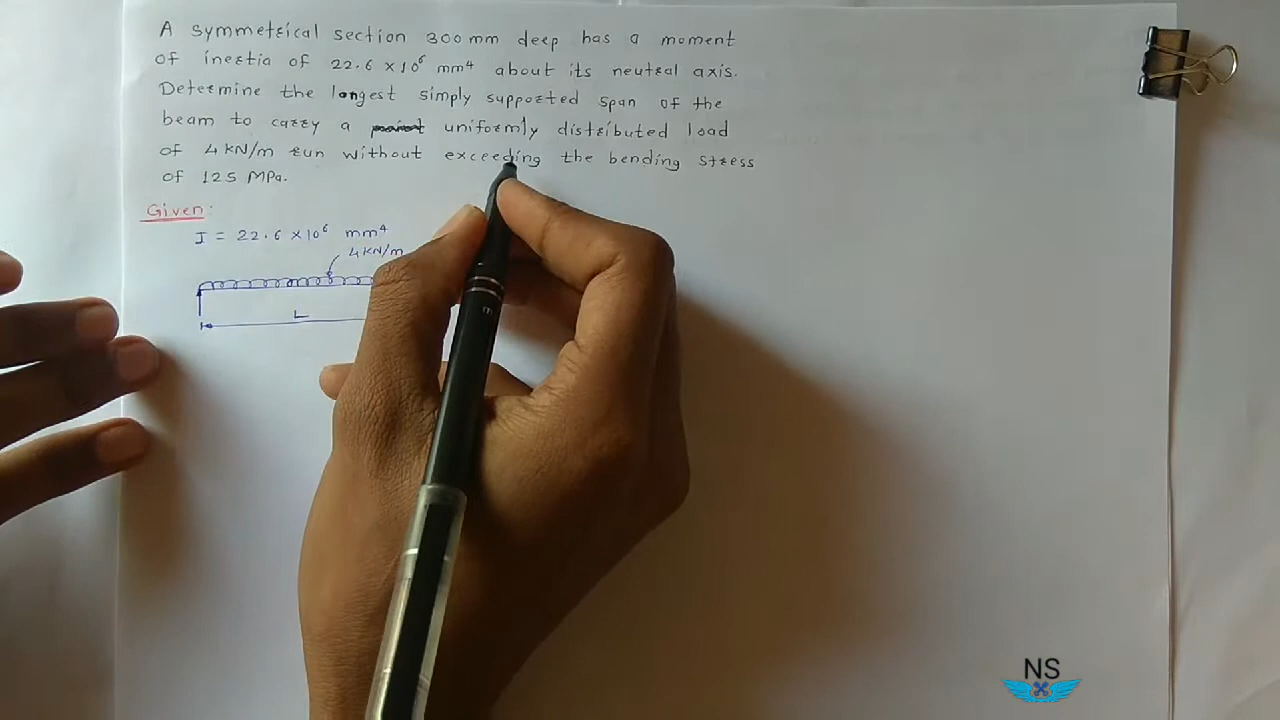 A symmetrical section 300 mm deep has a moment
of inertia of 22.6 × 10⁶ mm⁴ about its neutral axis.
Determine the longest simply supported span of the
beam to carry a uniformly distributed load
of 4 KN/m run without exceeding the bending stress
of 125 MPa.
Given:
I = 22.6 × 10⁶ mm⁴
4 KN/m
L
NS